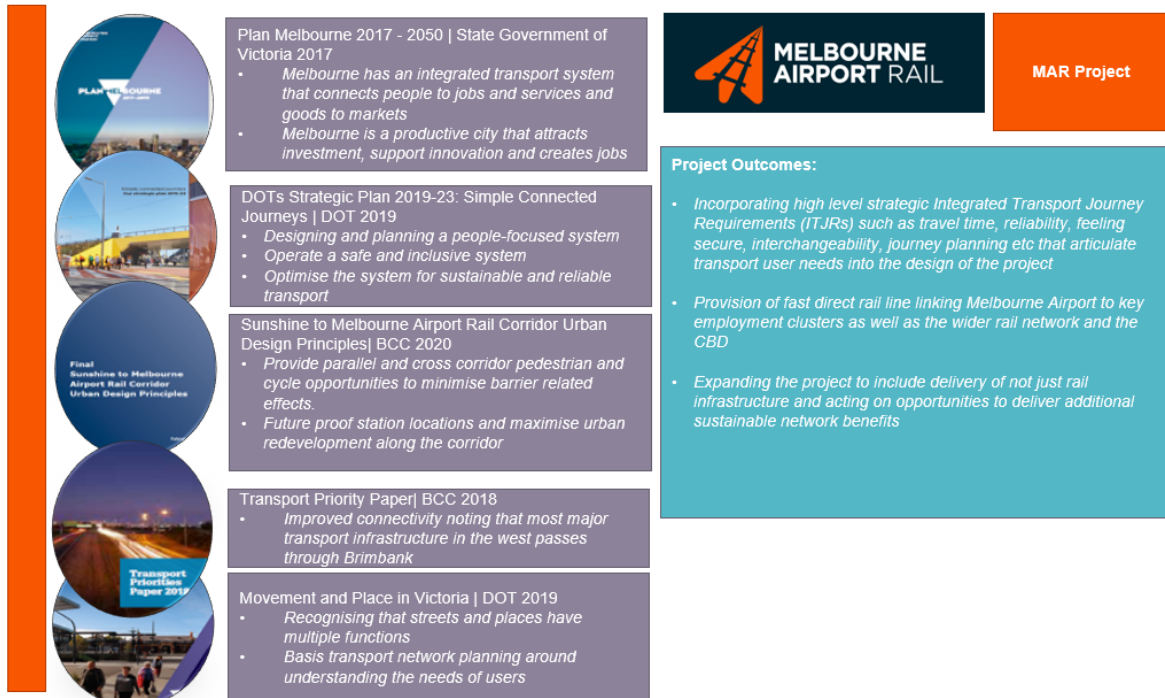 PLAN MELBOURNE
2017–2050
Plan Melbourne 2017 - 2050 | State Government of
Victoria 2017
• Melbourne has an integrated transport system
that connects people to jobs and services and
goods to markets
• Melbourne is a productive city that attracts
investment, support innovation and creates jobs
DOTs Strategic Plan 2019-23: Simple Connected
Journeys | DOT 2019
• Designing and planning a people-focused system
• Operate a safe and inclusive system
• Optimise the system for sustainable and reliable
transport
Final
Sunshine to Melbourne
Airport Rail Corridor
Urban Design Principles
Sunshine to Melbourne Airport Rail Corridor Urban
Design Principles| BCC 2020
• Provide parallel and cross corridor pedestrian and
cycle opportunities to minimise barrier related
effects.
• Future proof station locations and maximise urban
redevelopment along the corridor
Transport
Priorities
Paper 2018
Transport Priority Paper| BCC 2018
• Improved connectivity noting that most major
transport infrastructure in the west passes
through Brimbank
Movement and Place in Victoria | DOT 2019
• Recognising that streets and places have
multiple functions
• Basis transport network planning around
understanding the needs of users
MELBOURNE
AIRPORT RAIL
MAR Project
Project Outcomes:
• Incorporating high level strategic Integrated Transport Journey
Requirements (ITJRs) such as travel time, reliability, feeling
secure, interchangeability, journey planning etc that articulate
transport user needs into the design of the project
• Provision of fast direct rail line linking Melbourne Airport to key
employment clusters as well as the wider rail network and the
CBD
• Expanding the project to include delivery of not just rail
infrastructure and acting on opportunities to deliver additional
sustainable network benefits